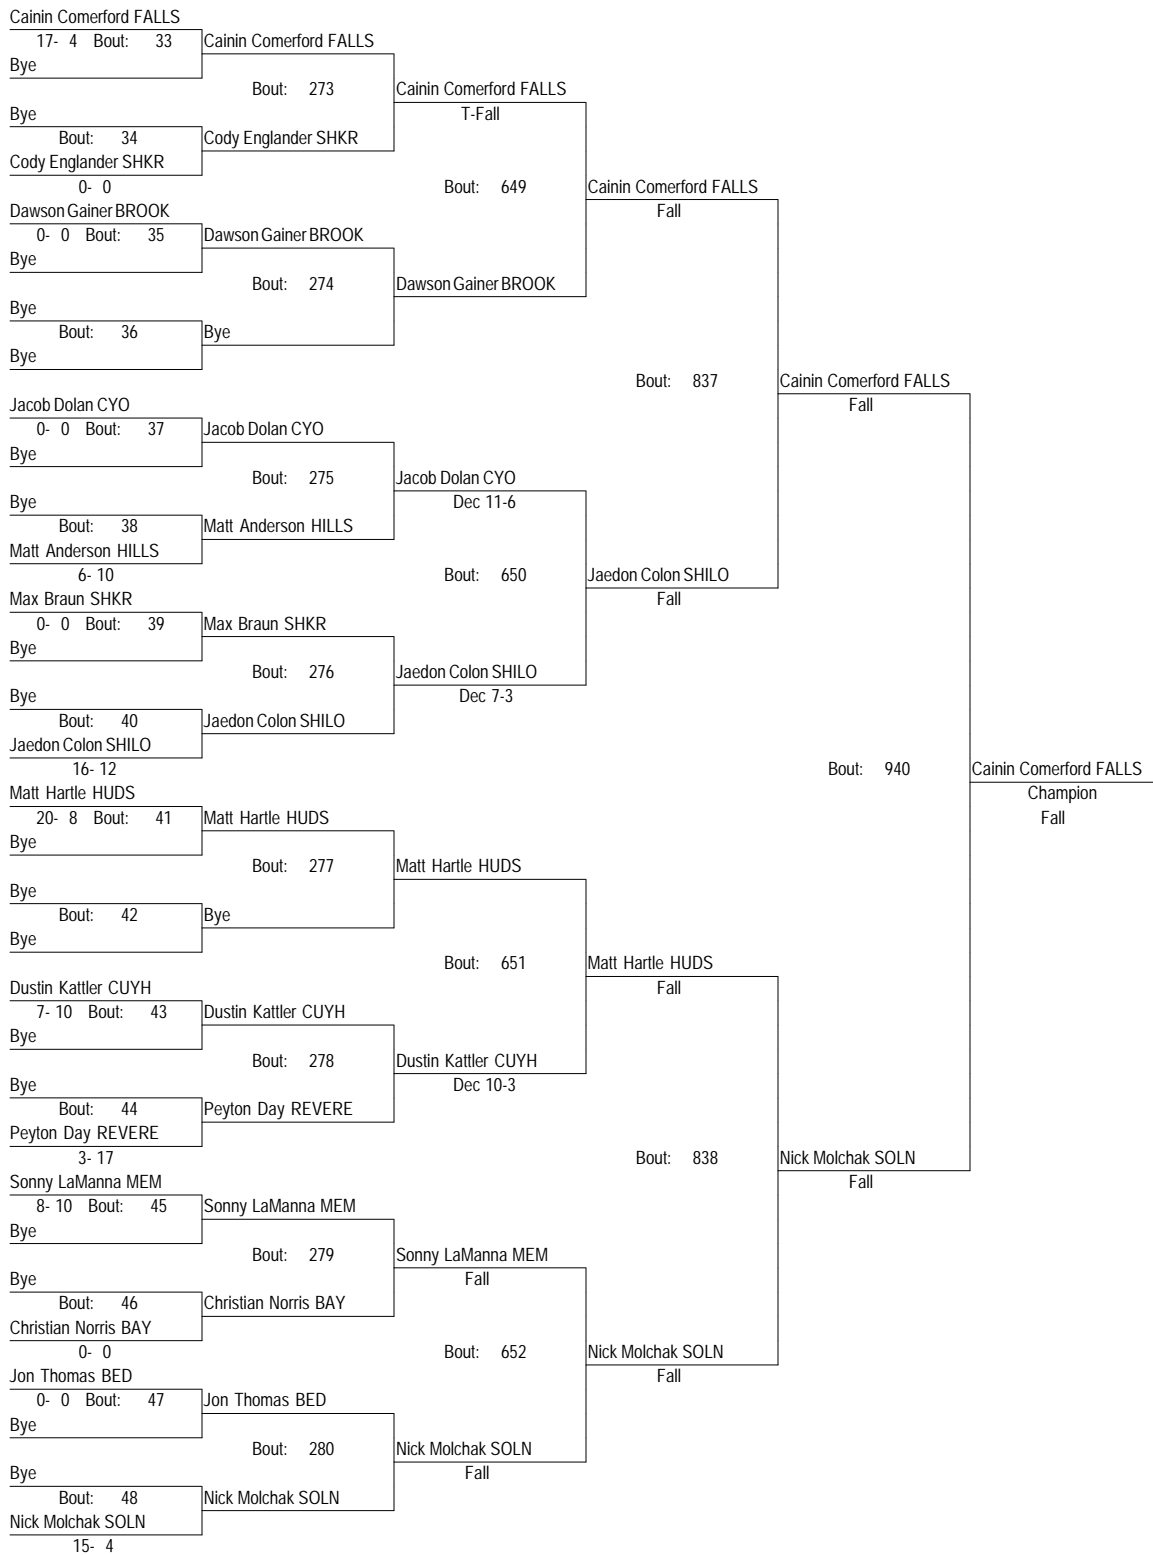 Cainin Comerford FALLS
17- 4 Bout: 33 Cainin Comerford FALLS
Bye
Bout: 273 Cainin Comerford FALLS
Bye T-Fall
Bout: 34 Cody Englander SHKR
Cody Englander SHKR
0- 0 Bout: 649 Cainin Comerford FALLS
Dawson Gainer BROOK Fall
0- 0 Bout: 35 Dawson Gainer BROOK
Bye
Bout: 274 Dawson Gainer BROOK
Bye
Bout: 36 Bye
Bye
Bout: 837 Cainin Comerford FALLS
Jacob Dolan CYO Fall
0- 0 Bout: 37 Jacob Dolan CYO
Bye
Bout: 275 Jacob Dolan CYO
Bye Dec 11-6
Bout: 38 Matt Anderson HILLS
Matt Anderson HILLS
6- 10 Bout: 650 Jaedon Colon SHILO
Max Braun SHKR Fall
0- 0 Bout: 39 Max Braun SHKR
Bye
Bout: 276 Jaedon Colon SHILO
Bye Dec 7-3
Bout: 40 Jaedon Colon SHILO
Jaedon Colon SHILO
16- 12 Bout: 940 Cainin Comerford FALLS
Matt Hartle HUDS Champion
20- 8 Bout: 41 Matt Hartle HUDS Fall
Bye
Bout: 277 Matt Hartle HUDS
Bye
Bout: 42 Bye
Bye
Bout: 651 Matt Hartle HUDS
Dustin Kattler CUYH Fall
7- 10 Bout: 43 Dustin Kattler CUYH
Bye
Bout: 278 Dustin Kattler CUYH
Bye Dec 10-3
Bout: 44 Peyton Day REVERE
Peyton Day REVERE
3- 17 Bout: 838 Nick Molchak SOLN
Sonny LaManna MEM Fall
8- 10 Bout: 45 Sonny LaManna MEM
Bye
Bout: 279 Sonny LaManna MEM
Bye Fall
Bout: 46 Christian Norris BAY
Christian Norris BAY
0- 0 Bout: 652 Nick Molchak SOLN
Jon Thomas BED Fall
0- 0 Bout: 47 Jon Thomas BED
Bye
Bout: 280 Nick Molchak SOLN
Bye Fall
Bout: 48 Nick Molchak SOLN
Nick Molchak SOLN
15- 4